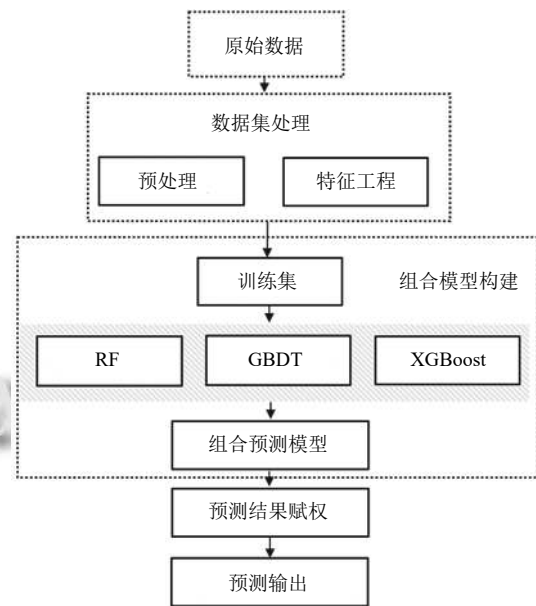 原始数据
数据集处理
预处理
特征工程
训练集
组合模型构建
RF
GBDT
XGBoost
组合预测模型
预测结果赋权
预测输出